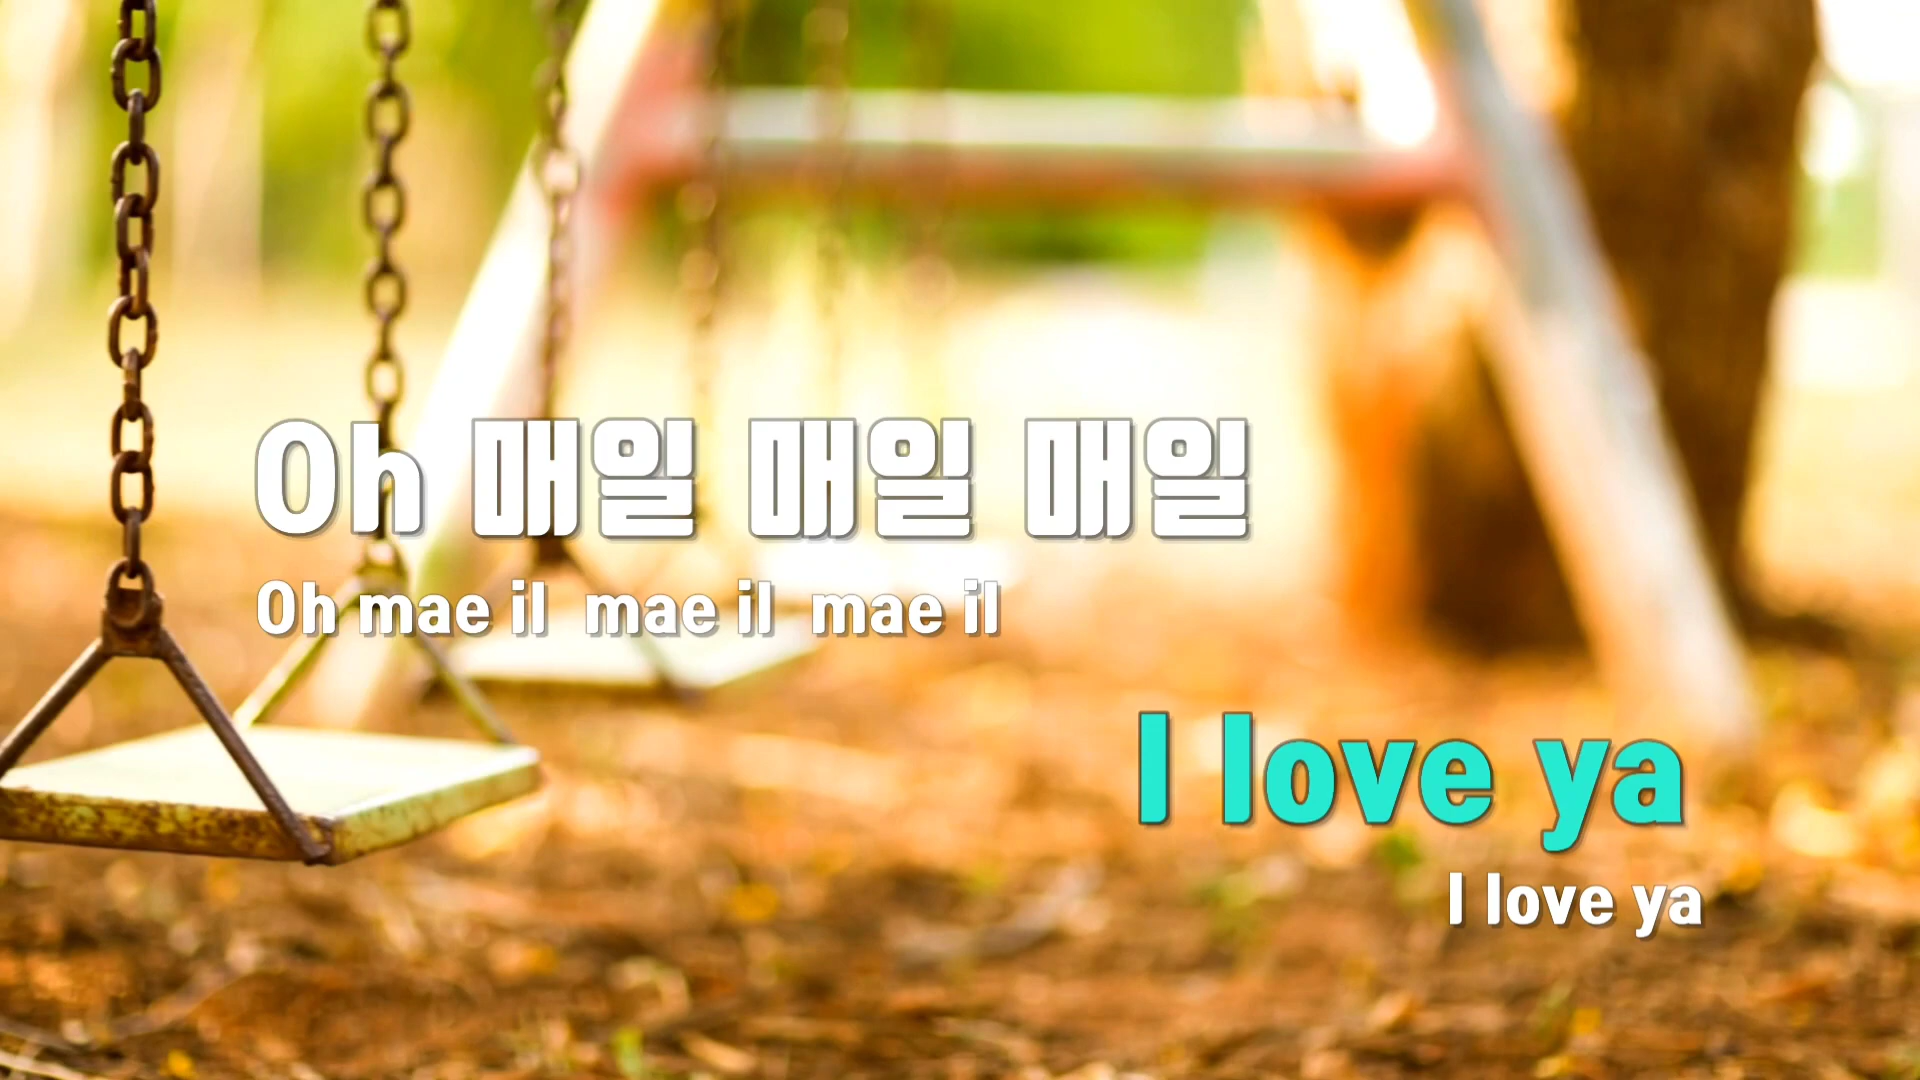 Oh 매일 매일 매일
Oh mae il mae il mae il
I love ya
I love ya